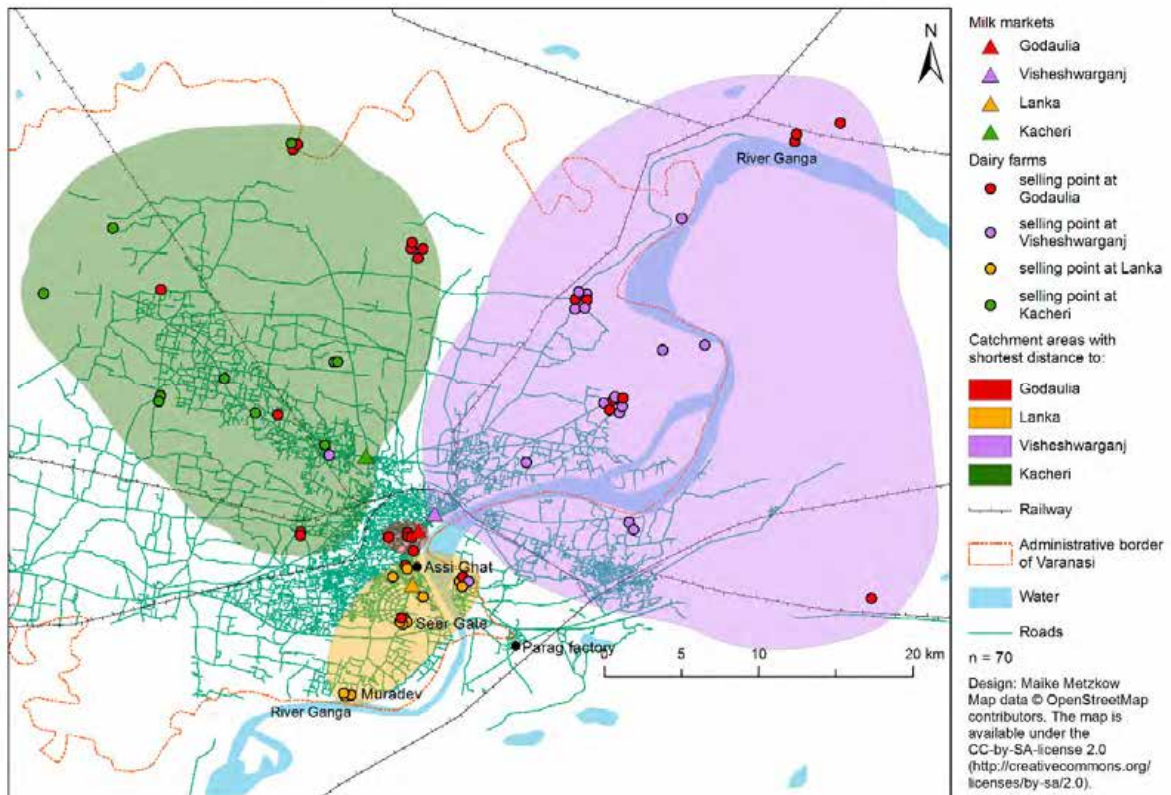 N
River Ganga
Assi Ghat
Seer Gate
Parag factory
Muradev
River Ganga
0 5 10 20 km
Milk markets
Godaulia
Visheshwarganj
Lanka
Kacheri
Dairy farms
selling point at
Godaulia
selling point at
Visheshwarganj
selling point at Lanka
selling point at
Kacheri
Catchment areas with
shortest distance to:
Godaulia
Lanka
Visheshwarganj
Kacheri
Railway
Administrative border
of Varanasi
Water
Roads
n = 70
Design: Maike Metzkow
Map data © OpenStreetMap
contributors. The map is
available under the
CC-by-SA-license 2.0
(http://creativecommons.org/
licenses/by-sa/2.0).